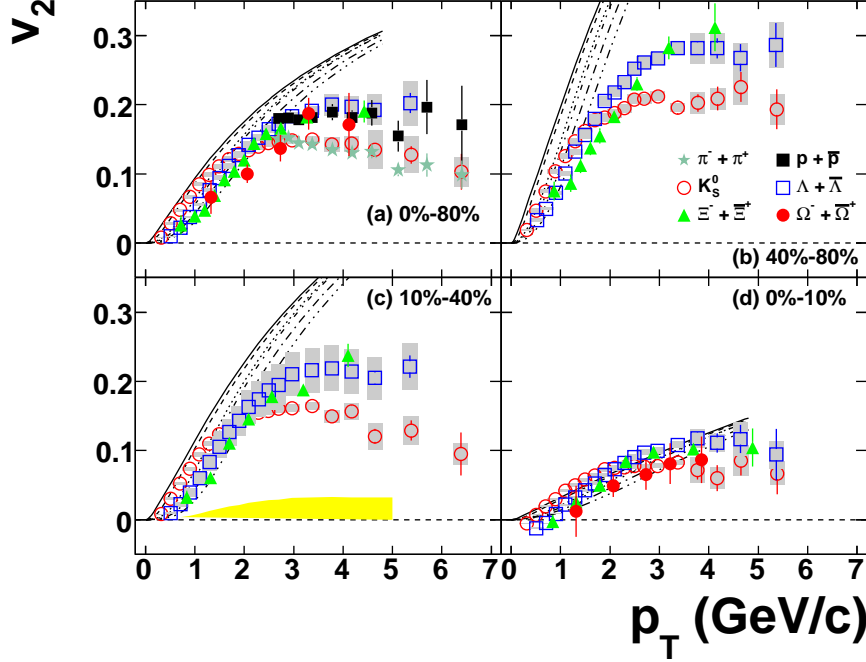 v₂
0.3
0.2
0.1
0
(a) 0%-80%
π⁻ + π⁺
K⁰_S
Ξ⁻ + Ξ̅⁺
p + p̅
Λ + Λ̅
Ω⁻ + Ω̅⁺
(b) 40%-80%
0.3
0.2
0.1
0
(c) 10%-40%
(d) 0%-10%
0 1 2 3 4 5 6 7
0 1 2 3 4 5 6 7
p_T (GeV/c)